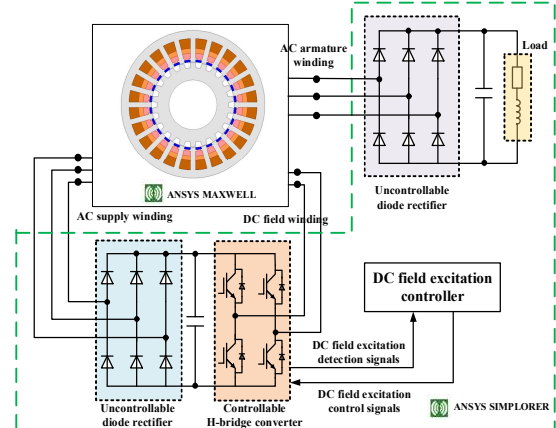 AC armature
winding
Load
Uncontrollable
diode rectifier
ANSYS MAXWELL
AC supply winding
DC field winding
DC field excitation
controller
DC field excitation
detection signals
DC field excitation
control signals
Uncontrollable
diode rectifier
Controllable
H-bridge converter
ANSYS SIMPLORER